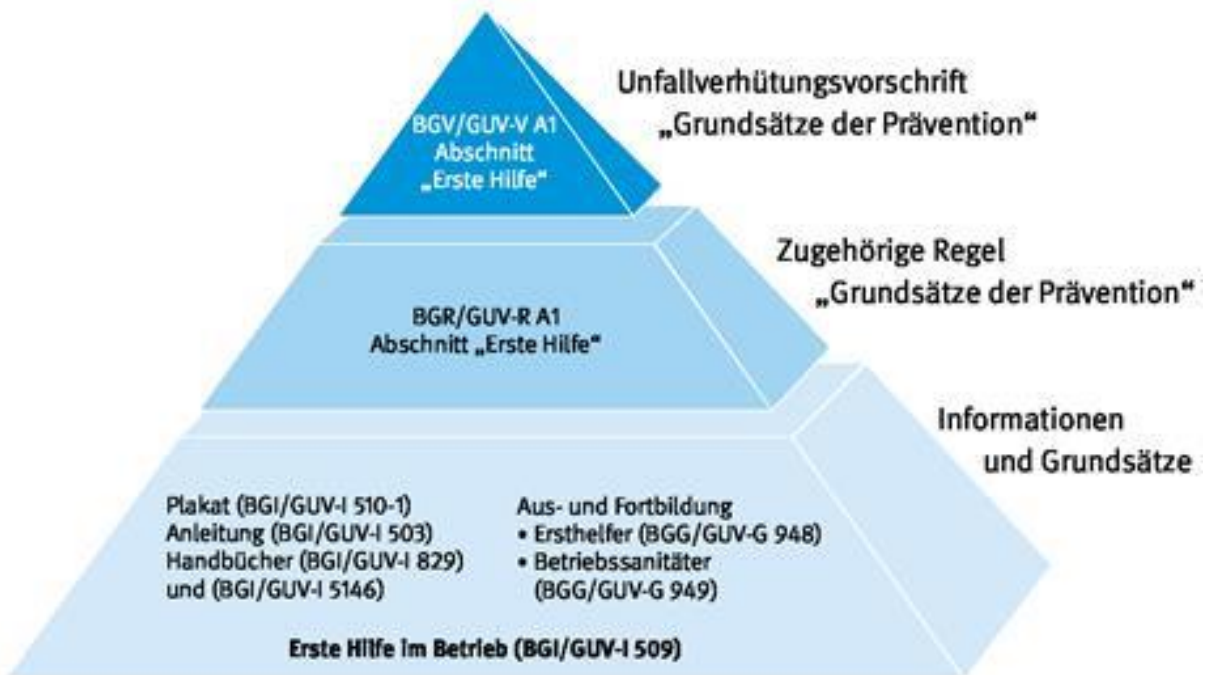 BGV/GUV-V A1
Abschnitt
„Erste Hilfe“
Unfallverhütungsvorschrift
„Grundsätze der Prävention“
BGR/GUV-R A1
Abschnitt „Erste Hilfe“
Zugehörige Regel
„Grundsätze der Prävention“
Informationen
und Grundsätze
Plakat (BGI/GUV-I 510-1)
Anleitung (BGI/GUV-I 503)
Handbücher (BGI/GUV-I 829)
und (BGI/GUV-I 5146)
Aus- und Fortbildung
• Ersthelfer (BGG/GUV-G 948)
• Betriebssanitäter
(BGG/GUV-G 949)
Erste Hilfe im Betrieb (BGI/GUV-I 509)